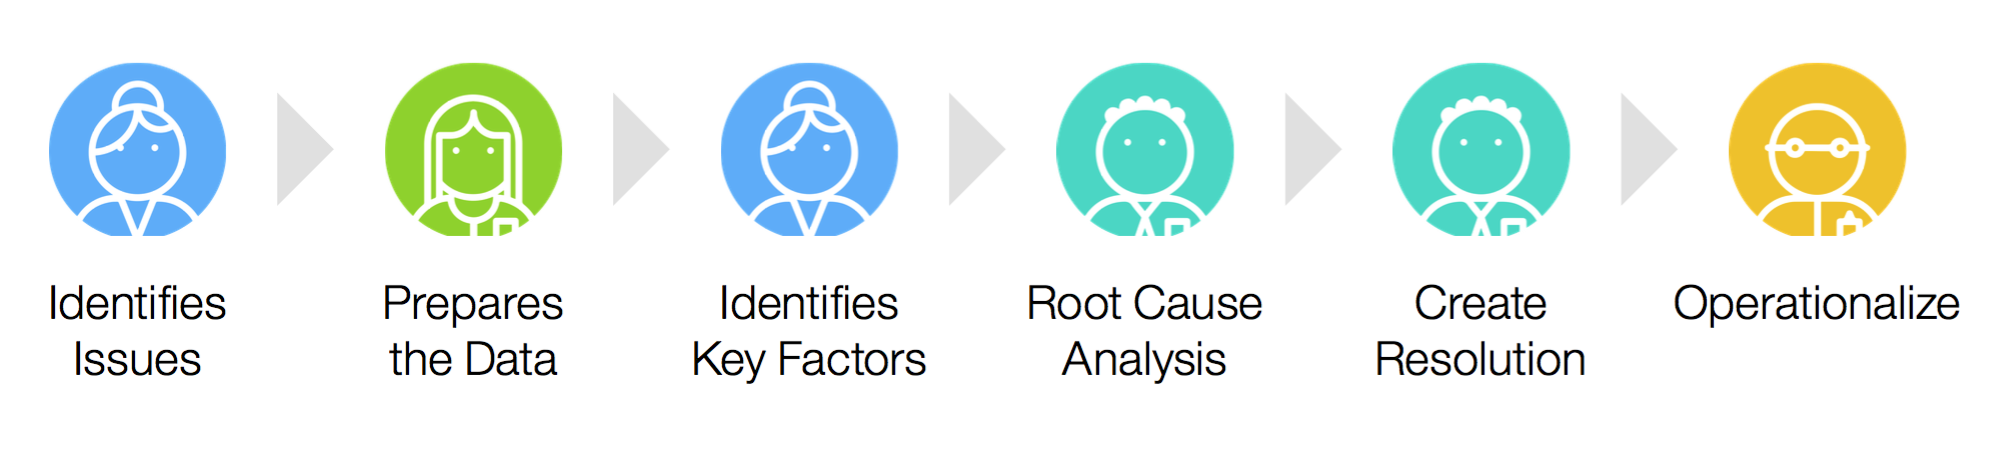 Identifies
Issues
Prepares
the Data
Identifies
Key Factors
Root Cause
Analysis
Create
Resolution
Operationalize